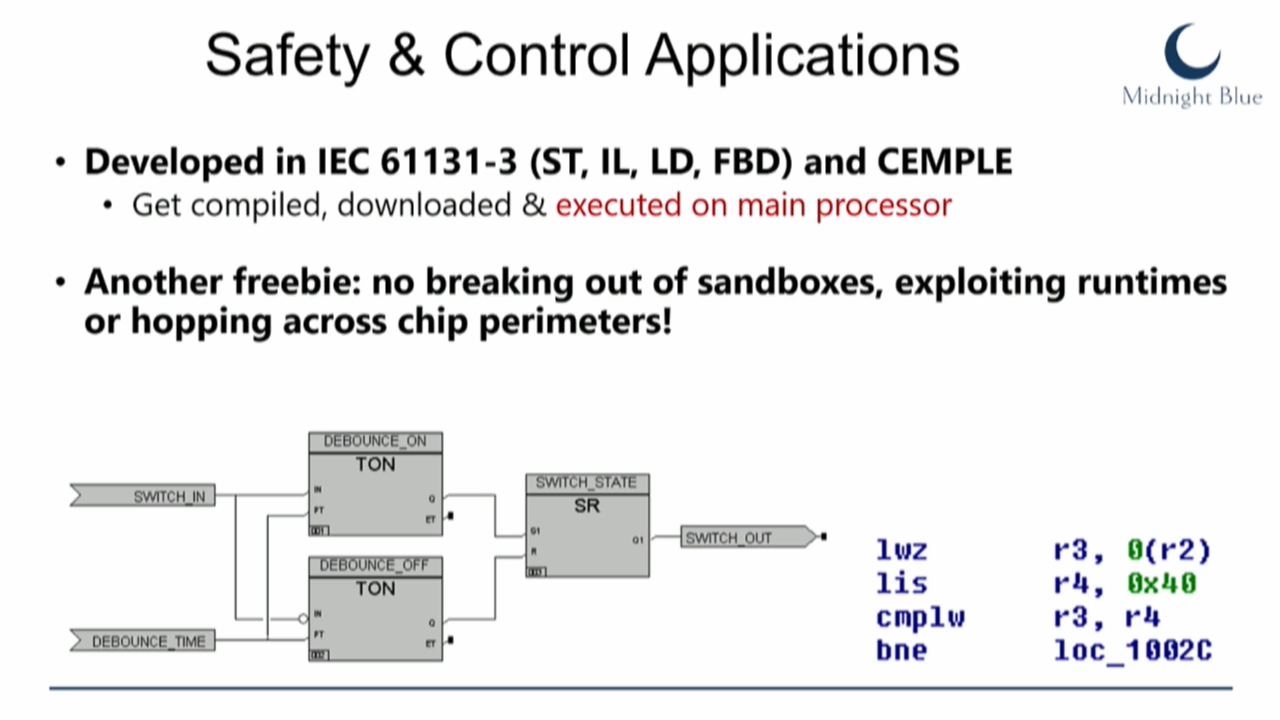 Safety & Control Applications
Midnight Blue
• Developed in IEC 61131-3 (ST, IL, LD, FBD) and CEMPLE
• Get compiled, downloaded & executed on main processor
• Another freebie: no breaking out of sandboxes, exploiting runtimes
or hopping across chip perimeters!
DEBOUNCE_ON
TON
IN
PT
Q
ET
001
SWITCH_IN
DEBOUNCE_OFF
TON
IN
PT
Q
ET
002
DEBOUNCE_TIME
SWITCH_STATE
SR
S1
R
Q1
SWITCH_OUT
lwz r3, 0(r2)
lis r4, 0x40
cmplw r3, r4
bne loc_1002C